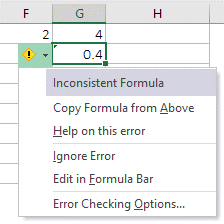 F G H
2 4
0.4
Inconsistent Formula
Copy Formula from Above
Help on this error
Ignore Error
Edit in Formula Bar
Error Checking Options...